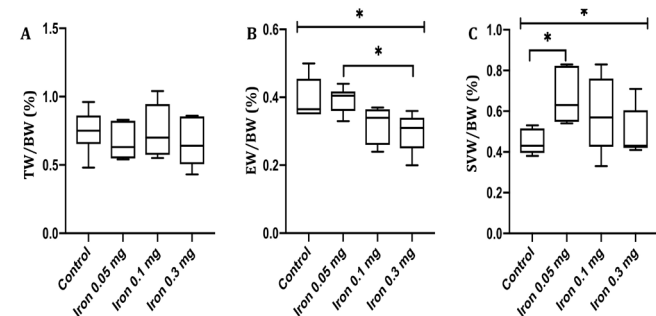 A
TW/BW (%)
1.5
1.0
0.5
0.0
Control
Iron 0.05 mg
Iron 0.1 mg
Iron 0.3 mg
B
EW/BW (%)
0.6
0.4
0.2
0.0
*
*
Control
Iron 0.05 mg
Iron 0.1 mg
Iron 0.3 mg
C
SVW/BW (%)
1.0
0.8
0.6
0.4
0.2
0.0
*
*
Control
Iron 0.05 mg
Iron 0.1 mg
Iron 0.3 mg